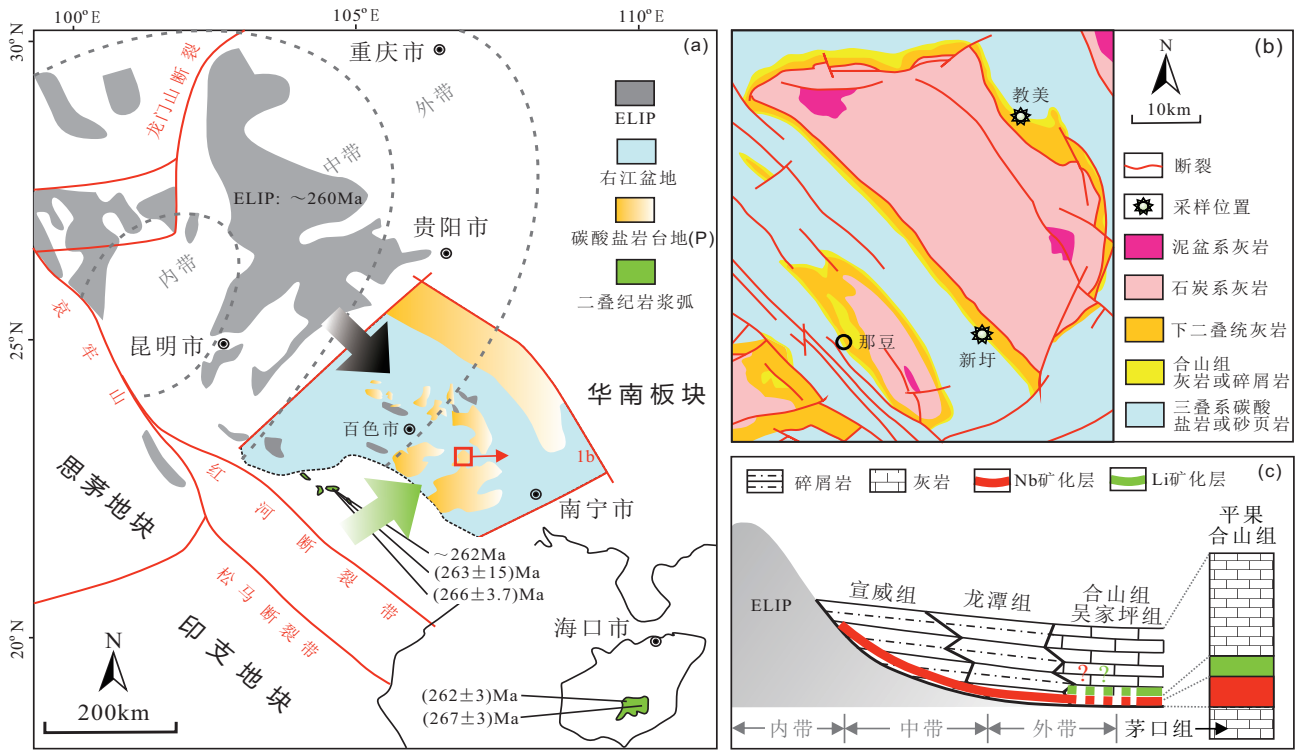 100°E
105°E
110°E
30°N
25°N
20°N
(a)
重庆市
龙门山断裂
外带
中带
ELIP: ～260Ma
内带
贵阳市
昆明市
哀牢山
华南板块
百色市
1b
南宁市
思茅地块
红河断裂带
松马断裂带
印支地块
～262Ma
(263±15)Ma
(266±3.7)Ma
海口市
(262±3)Ma
(267±3)Ma
N
200km
ELIP
右江盆地
碳酸盐岩台地(P)
二叠纪岩浆弧
(b)
N
10km
教美
那豆
新圩
断裂
采样位置
泥盆系灰岩
石炭系灰岩
下二叠统灰岩
合山组
灰岩或碎屑岩
三叠系碳酸
盐岩或砂页岩
(c)
碎屑岩
灰岩
Nb矿化层
Li矿化层
平果
合山组
ELIP
宣威组
龙潭组
合山组
吴家坪组
? ?
内带
中带
外带
茅口组